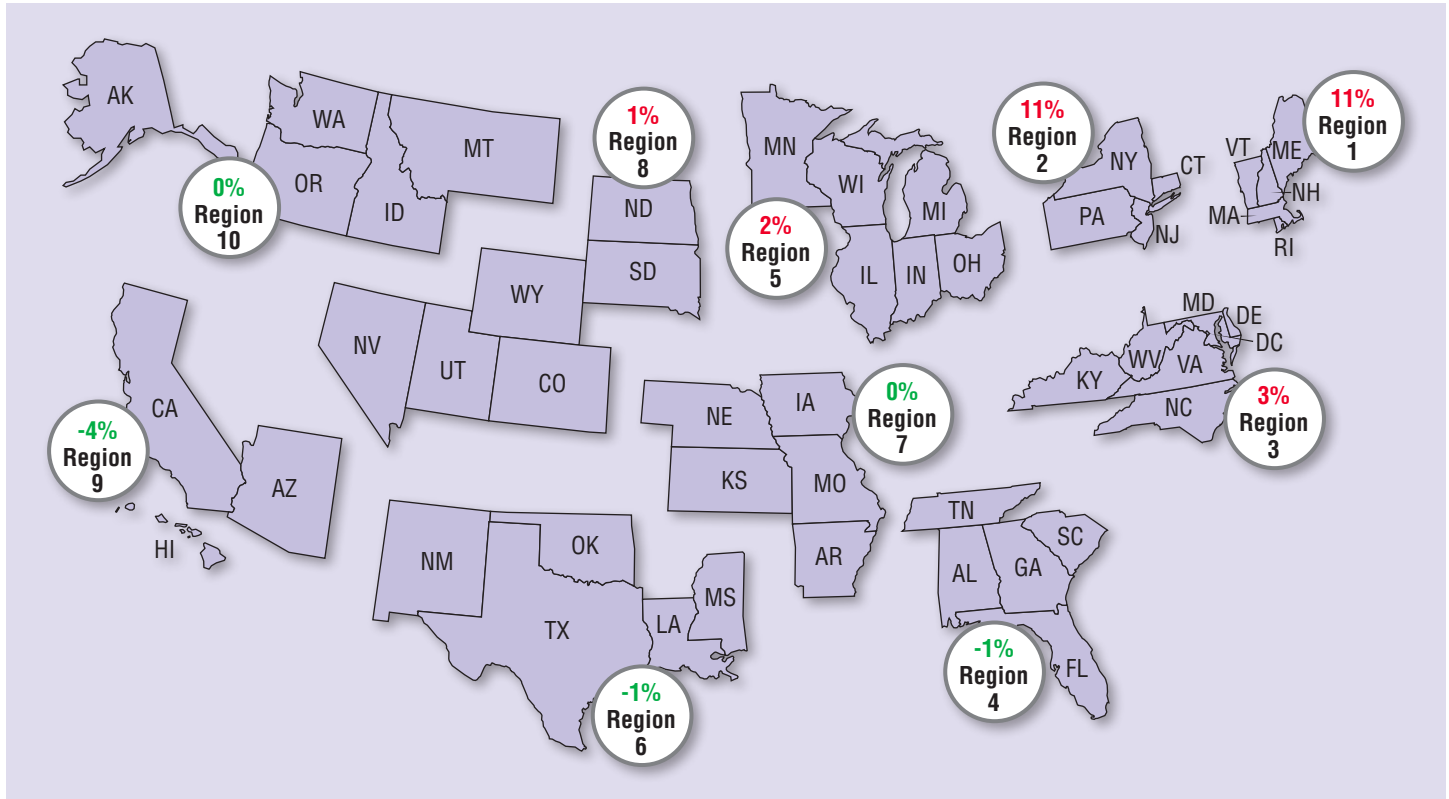 AK
WA
MT
OR
ID
0%
Region
10
1%
Region
8
ND
SD
WY
NV
UT
CO
MN
WI
MI
IL
IN
OH
2%
Region
5
11%
Region
2
NY
CT
PA
NJ
11%
Region
1
VT
ME
NH
MA
RI
CA
AZ
HI
-4%
Region
9
NE
IA
KS
MO
AR
0%
Region
7
MD
DE
DC
WV
VA
KY
NC
3%
Region
3
NM
OK
TX
LA
MS
-1%
Region
6
TN
SC
AL
GA
FL
-1%
Region
4